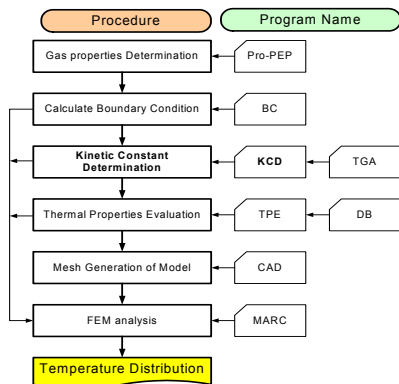 Procedure
Program Name
Gas properties Determination
Pro-PEP
Calculate Boundary Condition
BC
Kinetic Constant
Determination
KCD
TGA
Thermal Properties Evaluation
TPE
DB
Mesh Generation of Model
CAD
FEM analysis
MARC
Temperature Distribution